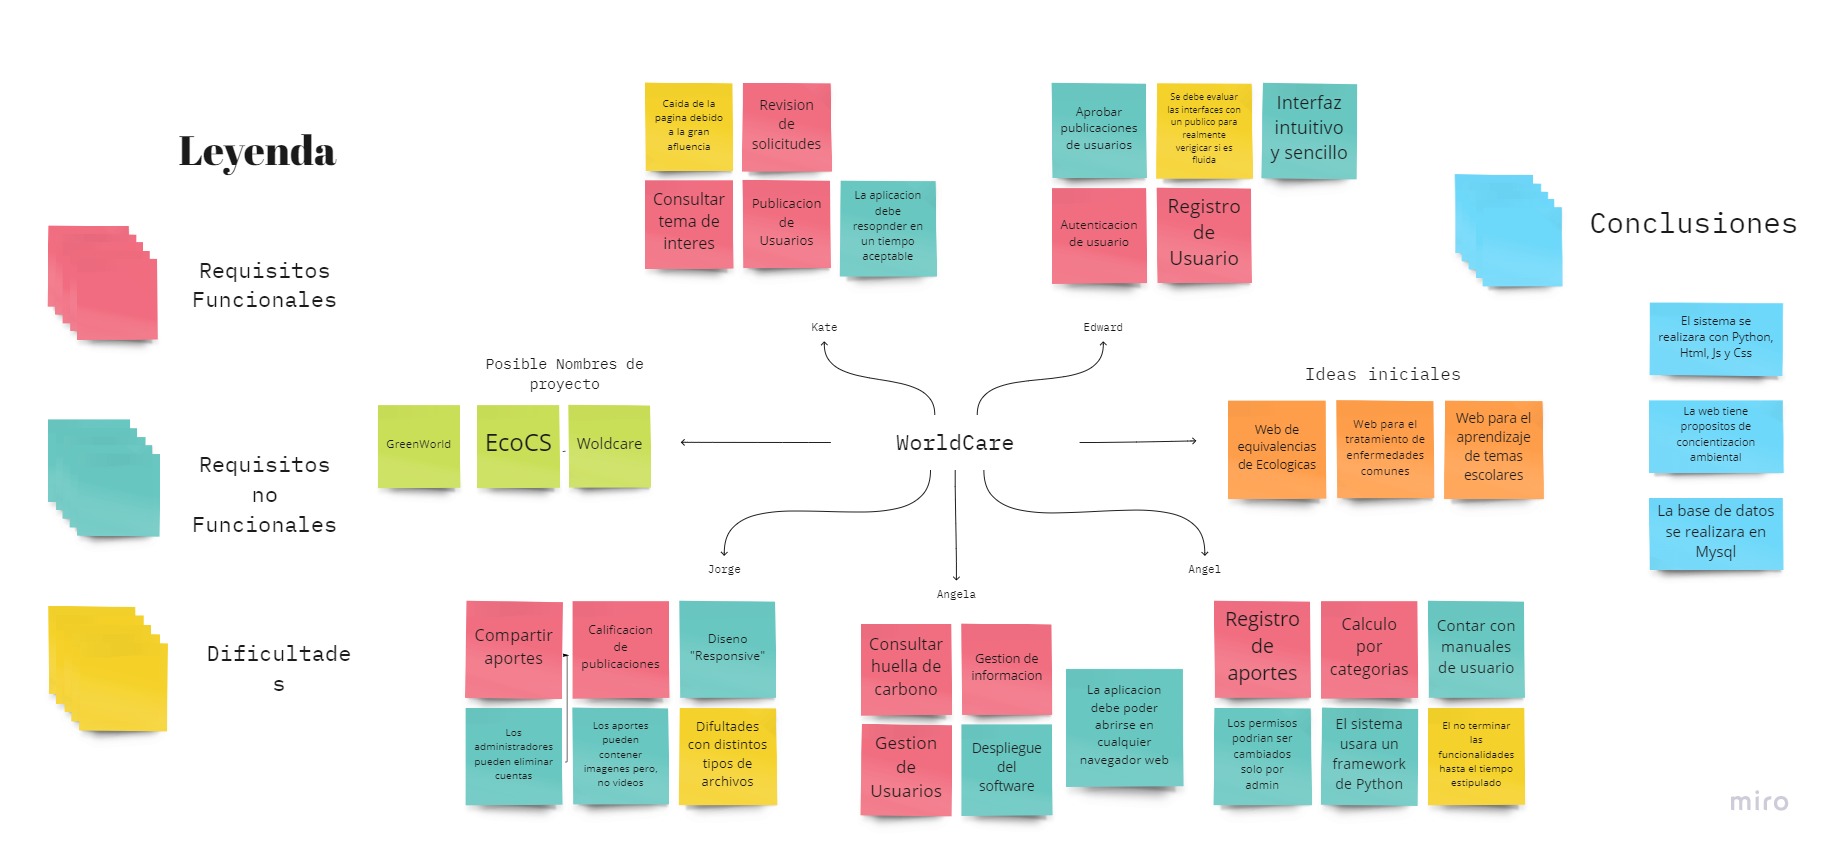 Leyenda
Requisitos
Funcionales
Requisitos
no
Funcionales
Dificultade
s
Caida de la
pagina debido
a la gran
afluencia
Revision
de
solicitudes
Consultar
tema de
interes
Publicacion
de
Usuarios
La aplicacion
debe
resopnder en
un tiempo
aceptable
Kate
Aprobar
publicaciones
de usuarios
Se debe evaluar
las interfaces con
un publico para
realmente
verigicar si es
fluida
Interfaz
intuitivo
y sencillo
Autenticacion
de usuario
Registro
de
Usuario
Edward
Conclusiones
El sistema se
realizara con Python,
Html, Js y Css
La web tiene
propositos de
concientizacion
ambiental
La base de datos
se realizara en
Mysql
Posible Nombres de
proyecto
GreenWorld
EcoCS
Woldcare
WorldCare
Ideas iniciales
Web de
equivalencias
de Ecologicas
Web para el
tratamiento de
enfermedades
comunes
Web para el
aprendizaje
de temas
escolares
Jorge
Compartir
aportes
Calificacion
de
publicaciones
Diseno
"Responsive"
Los
administradores
pueden eliminar
cuentas
Los aportes
pueden
contener
imagenes pero,
no videos
Difultades
con distintos
tipos de
archivos
Angela
Consultar
huella de
carbono
Gestion de
informacion
Gestion
de
Usuarios
Despliegue
del
software
La aplicacion
debe poder
abrirse en
cualquier
navegador web
Angel
Registro
de
aportes
Calculo
por
categorias
Contar con
manuales
de usuario
Los permisos
podrian ser
cambiados
solo por
admin
El sistema
usara un
framework
de Python
El no terminar
las
funcionalidades
hasta el tiempo
estipulado
miro